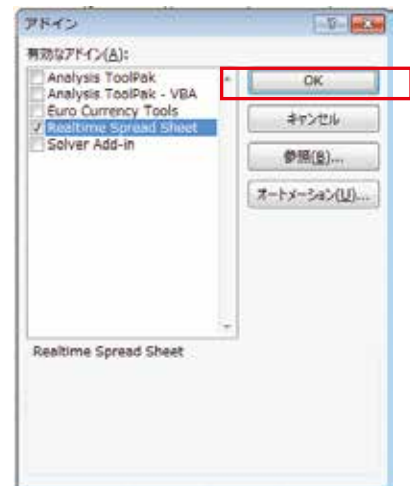 アドイン
有効なアドイン(A):
Analysis ToolPak
Analysis ToolPak - VBA
Euro Currency Tools
Realtime Spread Sheet
Solver Add-in
OK
キャンセル
参照(B)...
オートメーション(U)...
Realtime Spread Sheet